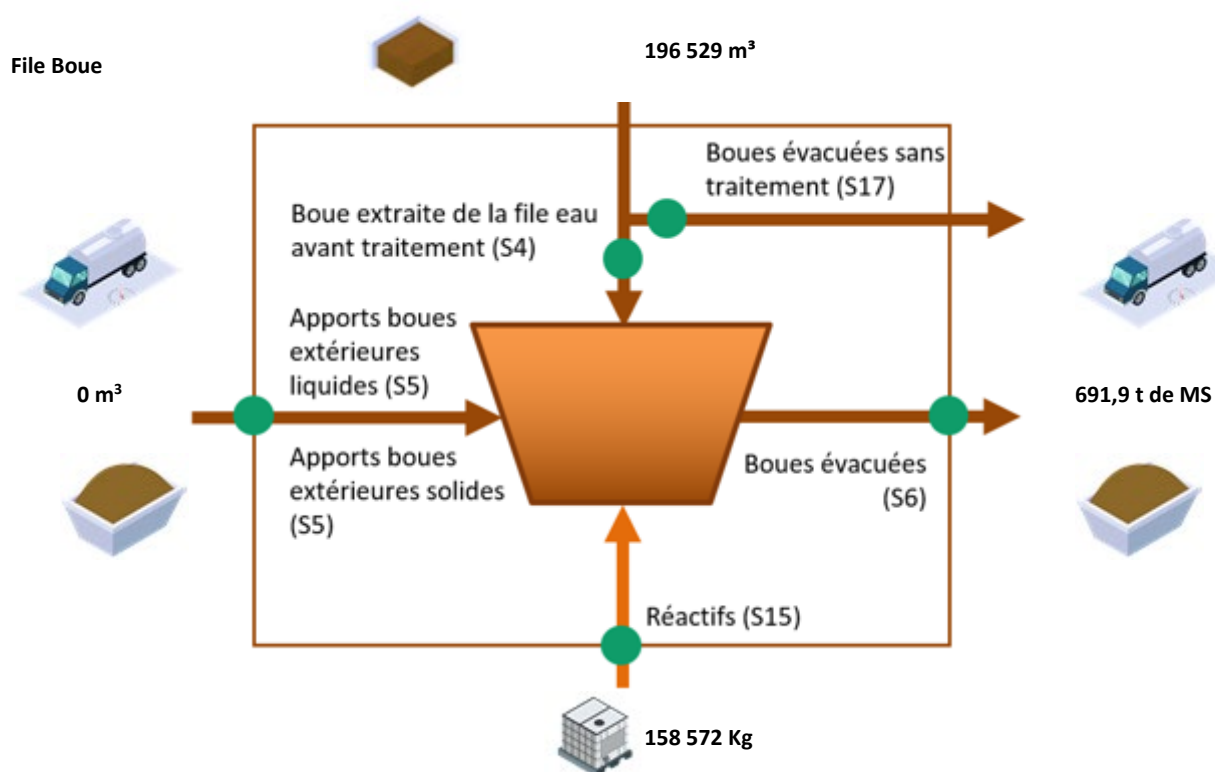 File Boue
196 529 m³
Boues évacuées sans
traitement (S17)
Boue extraite de la file eau
avant traitement (S4)
Apports boues
extérieures
liquides (S5)
0 m³
691,9 t de MS
Apports boues
extérieures solides
(S5)
Boues évacuées
(S6)
Réactifs (S15)
158 572 Kg